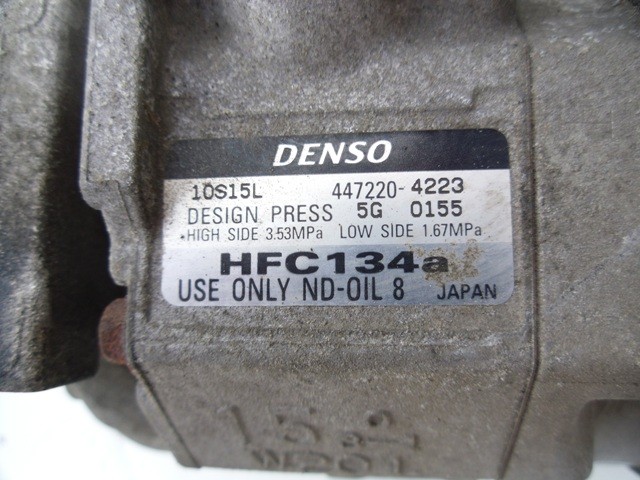 DENSO
10S15L 447220-4223
DESIGN PRESS 5G 0155
*HIGH SIDE 3.53MPa LOW SIDE 1.67MPa
HFC134a
USE ONLY ND-OIL 8 JAPAN